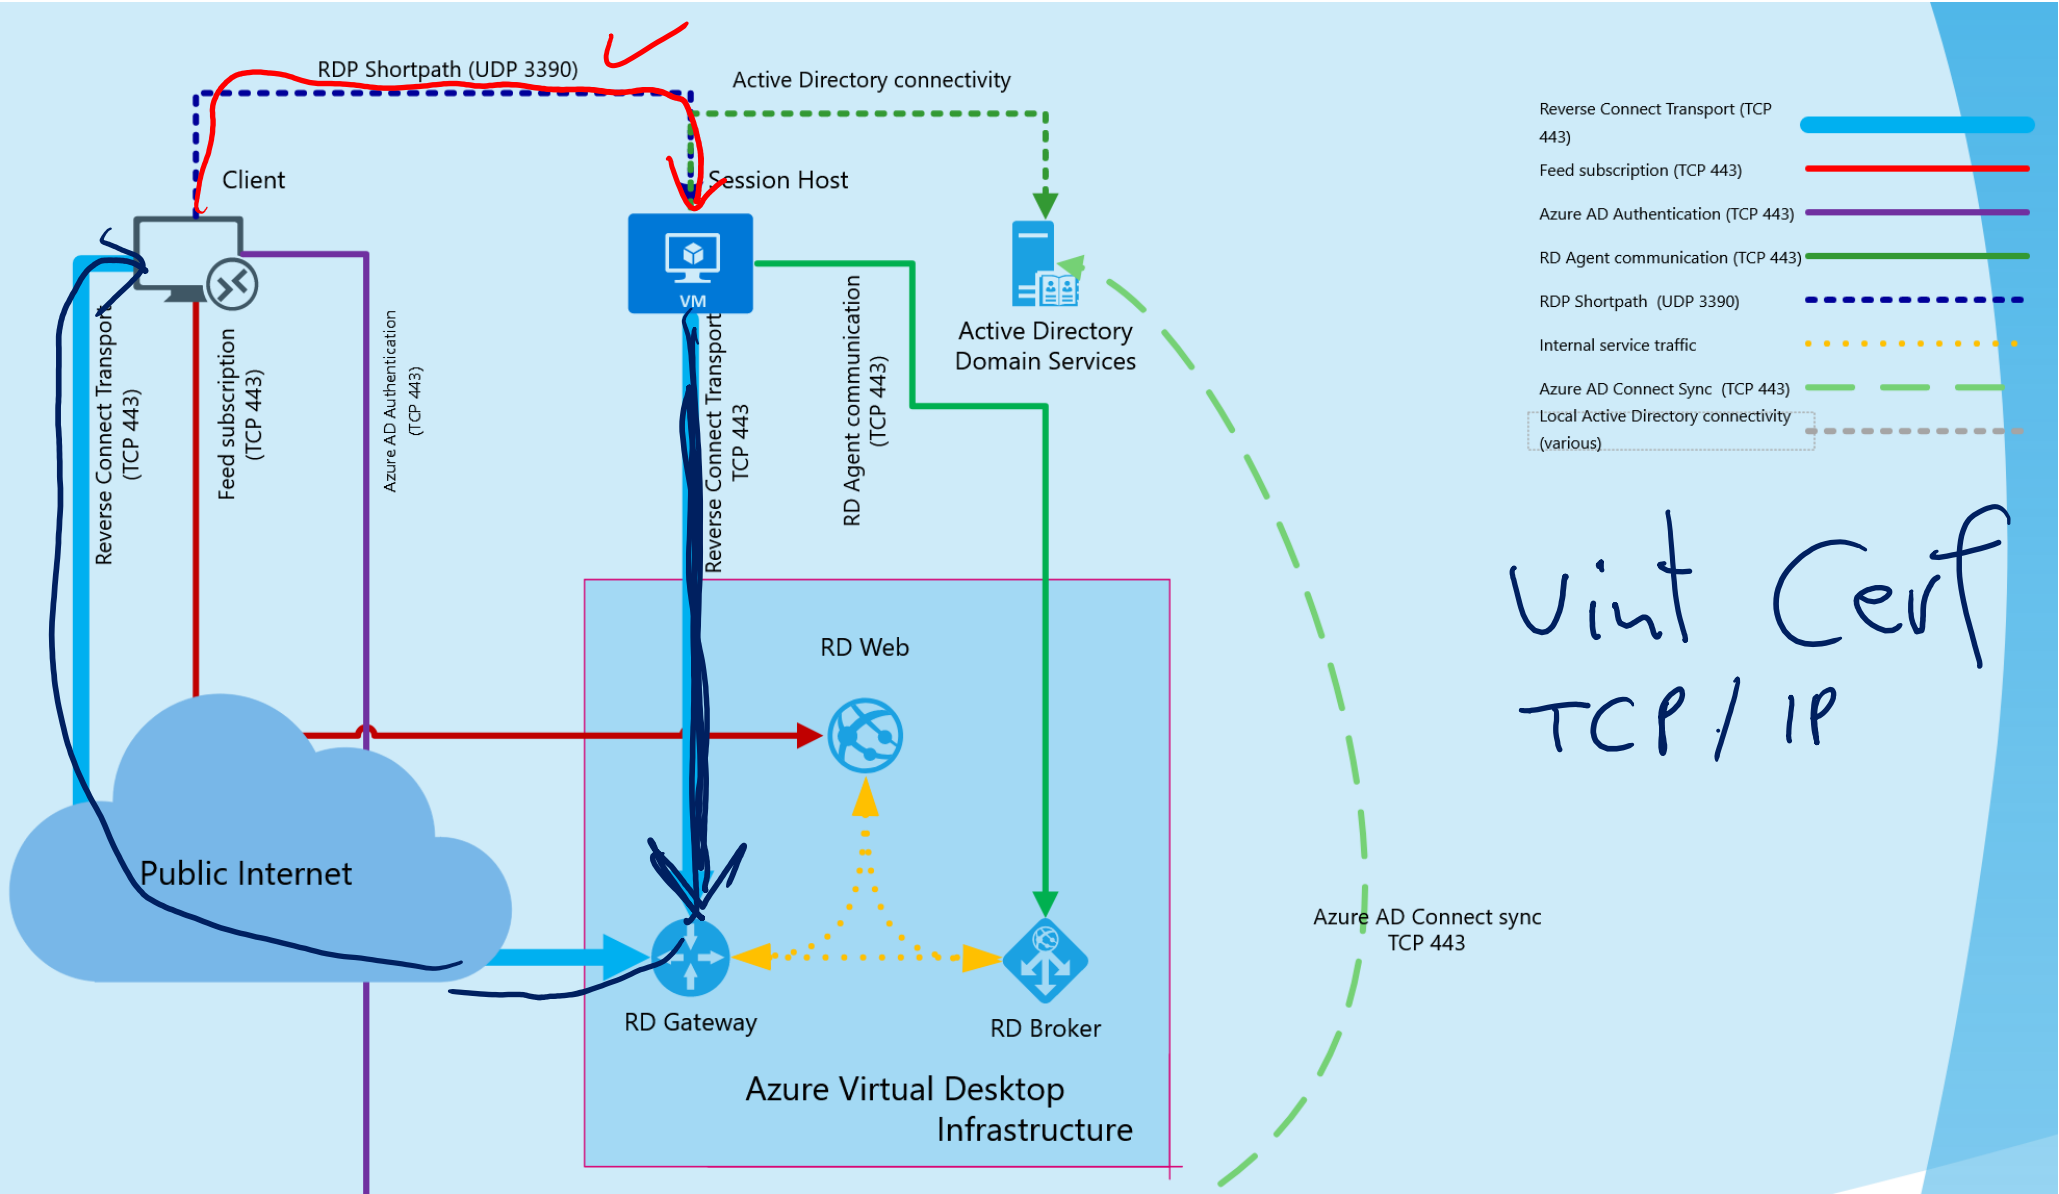 RDP Shortpath (UDP 3390)
Active Directory connectivity
Client
Session Host
VM
Active Directory
Domain Services
Reverse Connect Transport
(TCP 443)
Feed subscription
(TCP 443)
Azure AD Authentication
(TCP 443)
Reverse Connect Transport
TCP 443
RD Agent communication
(TCP 443)
Reverse Connect Transport (TCP
443)
Feed subscription (TCP 443)
Azure AD Authentication (TCP 443)
RD Agent communication (TCP 443)
RDP Shortpath (UDP 3390)
Internal service traffic
Azure AD Connect Sync (TCP 443)
Local Active Directory connectivity
(various)
Vint Cerf
TCP / IP
RD Web
Public Internet
RD Gateway
RD Broker
Azure AD Connect sync
TCP 443
Azure Virtual Desktop
Infrastructure